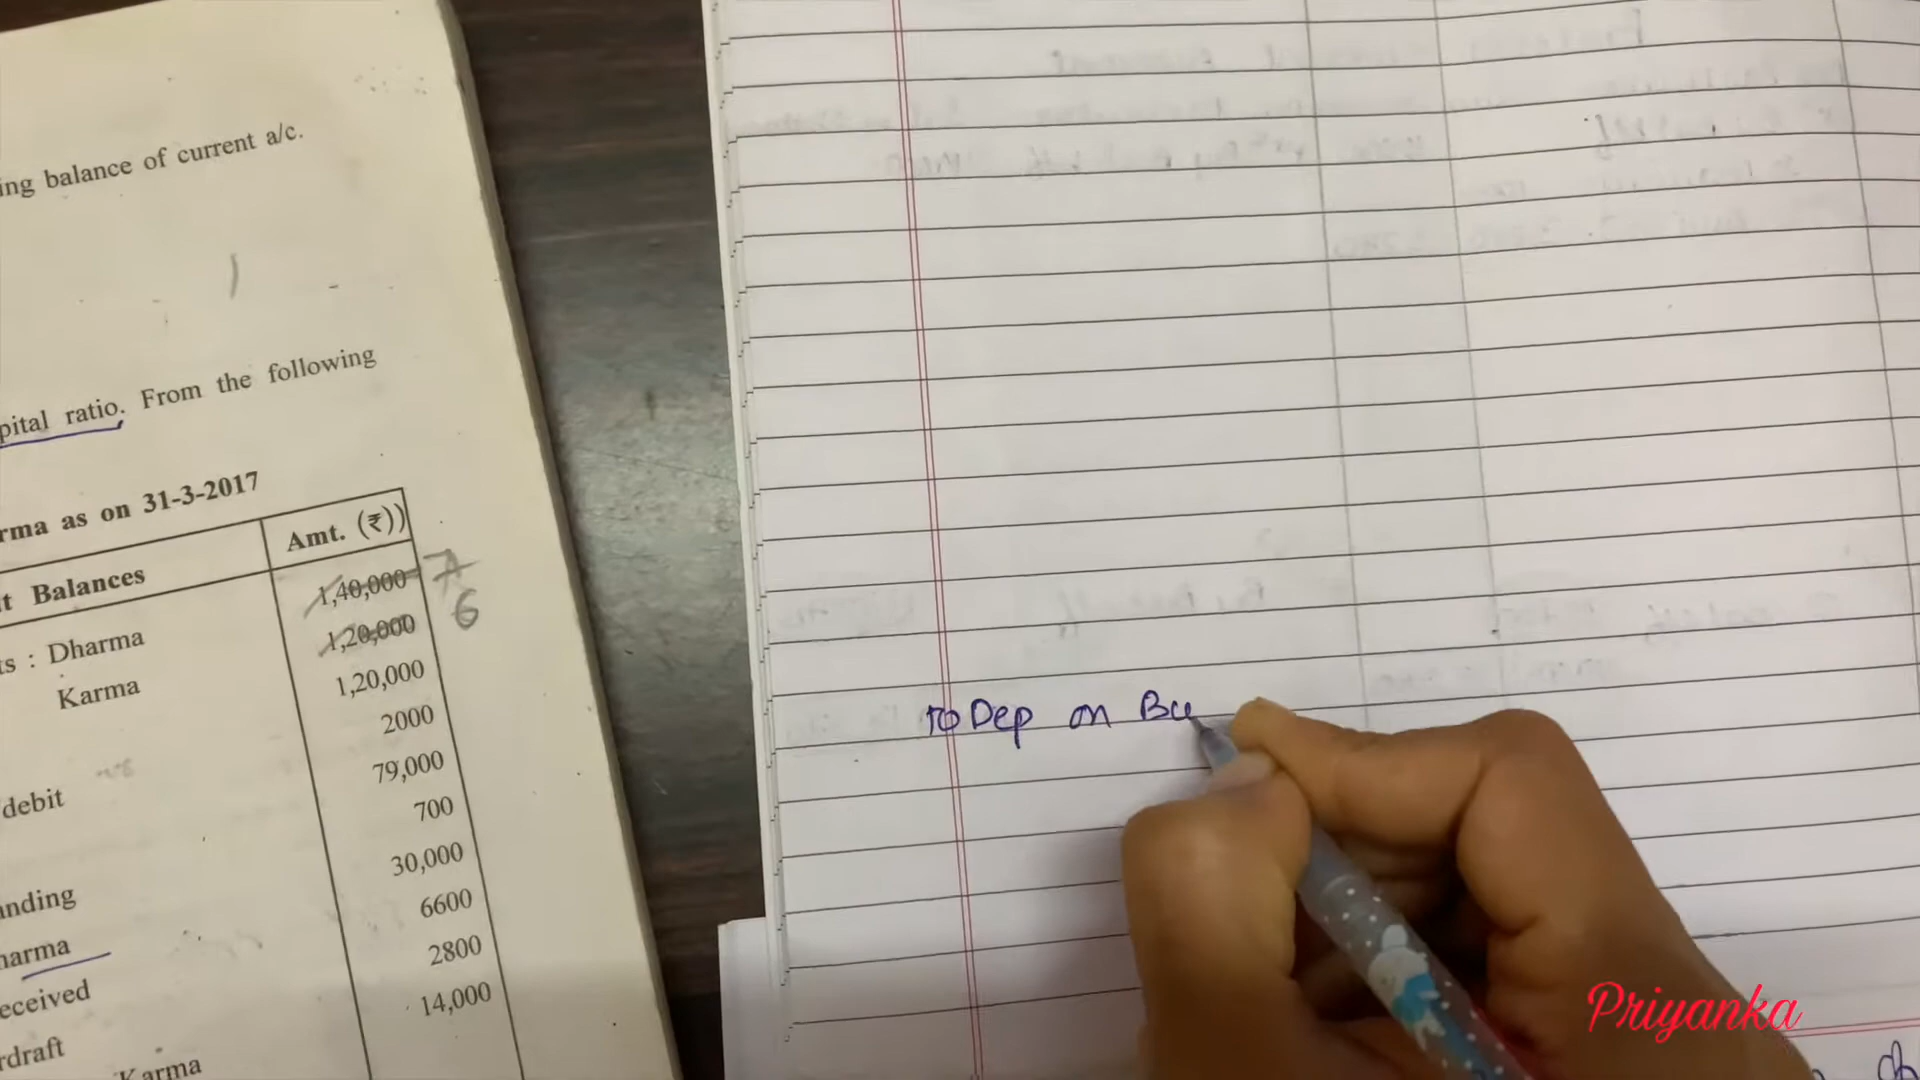 ing balance of current a/c.
pital ratio. From the following
rma as on 31-3-2017
t Balances
Amt. (₹))
ts : Dharma
1,40,000
7
Karma
1,20,000
6
1,20,000
2000
debit
79,000
700
anding
30,000
harma
6600
eceived
2800
rdraft
14,000
Karma
To Dep on Bu
Priyanka